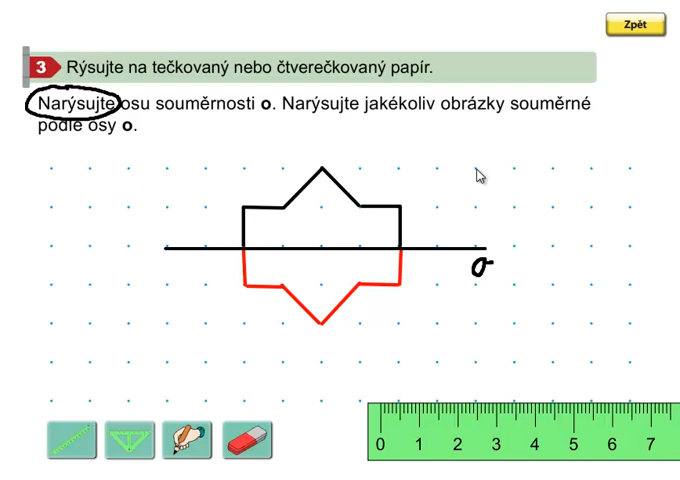 Zpět
3 Rýsujte na tečkovaný nebo čtverečkovaný papír.
Narýsujte osu souměrnosti o. Narýsujte jakékoliv obrázky souměrné
podle osy o.
o
0 1 2 3 4 5 6 7